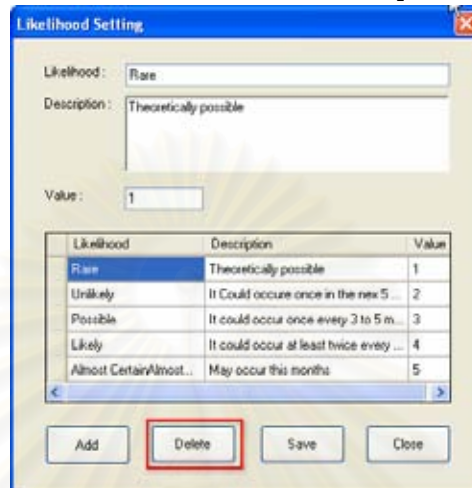 Likelihood Setting
Likelihood : Rare
Description : Theoretically possible
Value : 1
Likelihood Description Value
Rare Theoretically possible 1
Unlikely It Could occure once in the nex 5 ... 2
Possible It could occur once every 3 to 5 m... 3
Likely It could occur at least twice every ... 4
Almost CertainAlmost... May occur this months 5
Add Delete Save Close